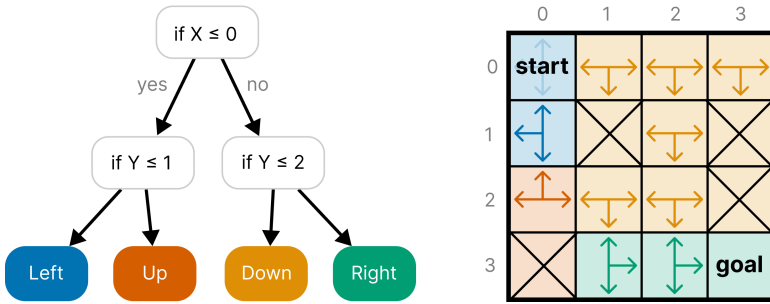 if X ≤ 0
yes
no
if Y ≤ 1
if Y ≤ 2
Left
Up
Down
Right
0 1 2 3
0
start
1
2
3
goal